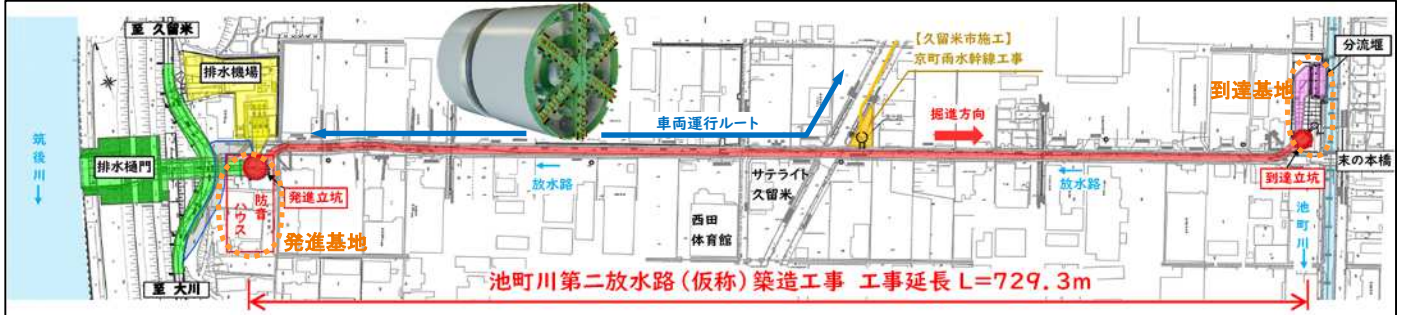 至 久留米
排水機場
筑後川
排水樋門
発進立坑
防音
ハウス
発進基地
至 大川
車両運行ルート
【久留米市施工】
京町雨水幹線工事
掘進方向
放水路
サテライト
久留米
西田
体育館
放水路
分流堰
到達基地
末の本橋
到達立坑
池町川
池町川第二放水路(仮称)築造工事 工事延長 L=729.3m